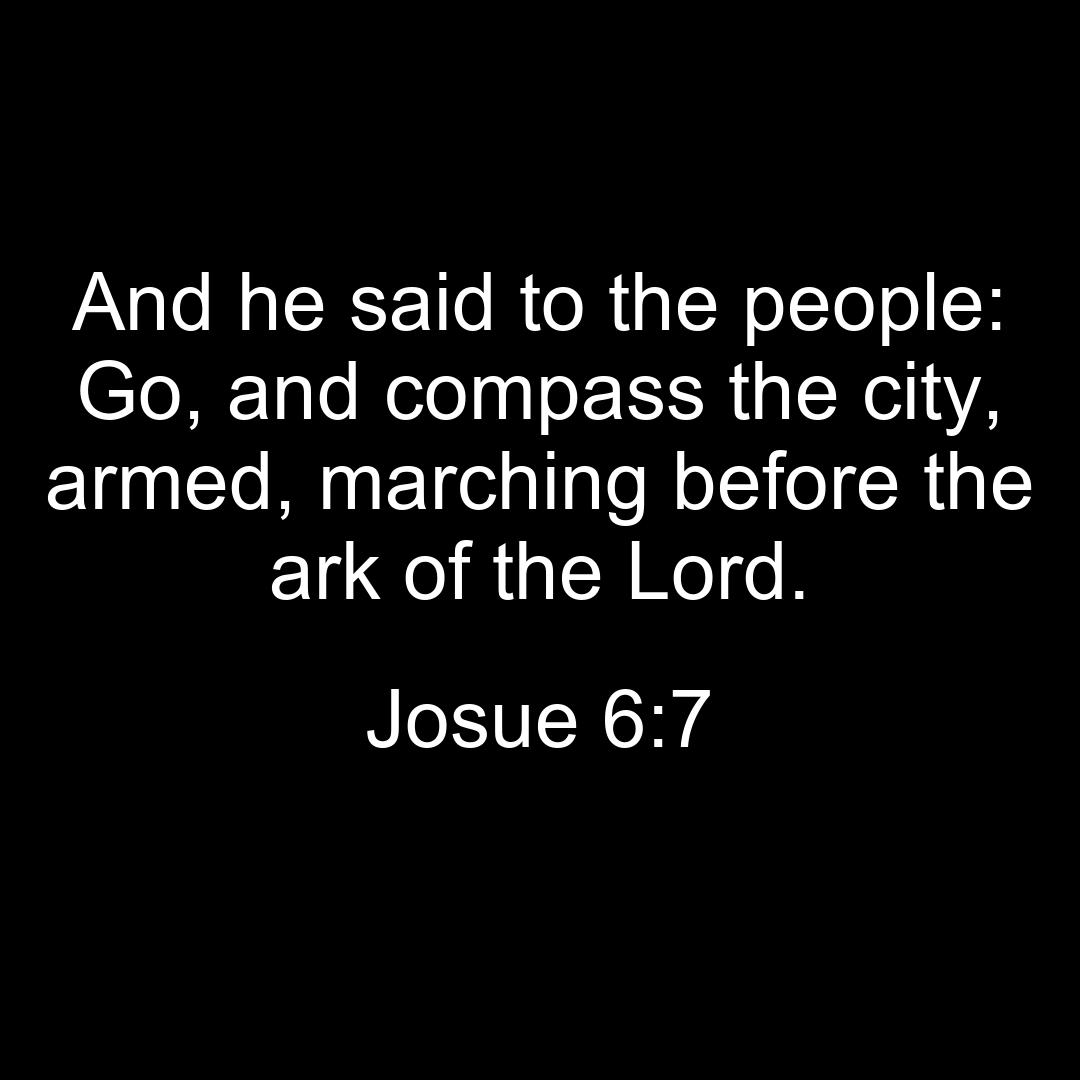 And he said to the people:
Go, and compass the city,
armed, marching before the
ark of the Lord.
Josue 6:7